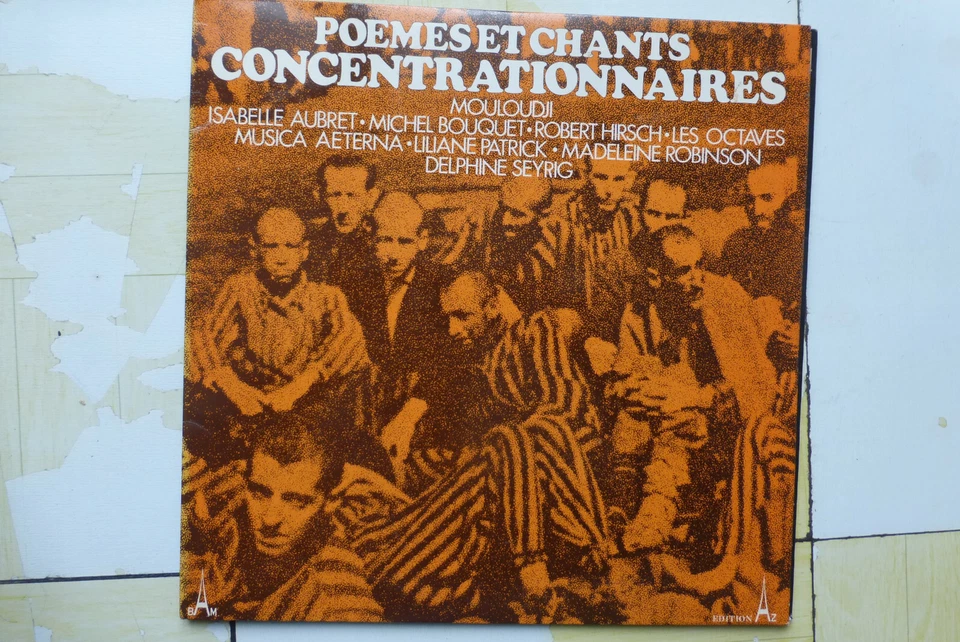 POEMES ET CHANTS
CONCENTRATIONNAIRES
MOULOUDJI
ISABELLE AUBRET • MICHEL BOUQUET • ROBERT HIRSCH • LES OCTAVES
MUSICA AETERNA • LILIANE PATRICK • MADELEINE ROBINSON
DELPHINE SEYRIG
BAM
EDITION AZ